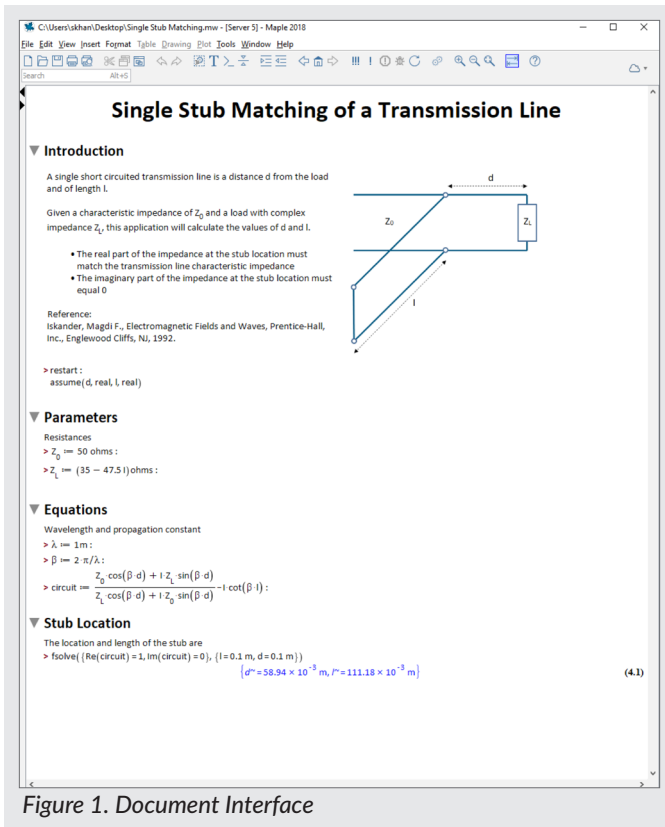 C:\Users\skhan\Desktop\Single Stub Matching.mw - [Server 5] - Maple 2018
File Edit View Insert Format Table Drawing Plot Tools Window Help
Search Alt+S
Single Stub Matching of a Transmission Line
Introduction
A single short circuited transmission line is a distance d from the load
and of length l.
Given a characteristic impedance of Z₀ and a load with complex
impedance Z_L, this application will calculate the values of d and l.
• The real part of the impedance at the stub location must
match the transmission line characteristic impedance
• The imaginary part of the impedance at the stub location must
equal 0
Reference:
Iskander, Magdi F., Electromagnetic Fields and Waves, Prentice-Hall,
Inc., Englewood Cliffs, NJ, 1992.
d
Z₀
Z_L
l
> restart :
assume(d, real, l, real)
Parameters
Resistances
> Z₀ := 50 ohms :
> Z_L := (35 − 47.5 I) ohms :
Equations
Wavelength and propagation constant
> λ := 1m :
> β := 2·π/λ :
> circuit := (Z₀·cos(β·d) + I·Z_L·sin(β·d)) / (Z_L·cos(β·d) + I·Z₀·sin(β·d)) − I·cot(β·l) :
Stub Location
The location and length of the stub are
> fsolve({Re(circuit) = 1, Im(circuit) = 0}, {l = 0.1 m, d = 0.1 m})
{d~ = 58.94 × 10⁻³ m, l~ = 111.18 × 10⁻³ m}
(4.1)
Figure 1. Document Interface